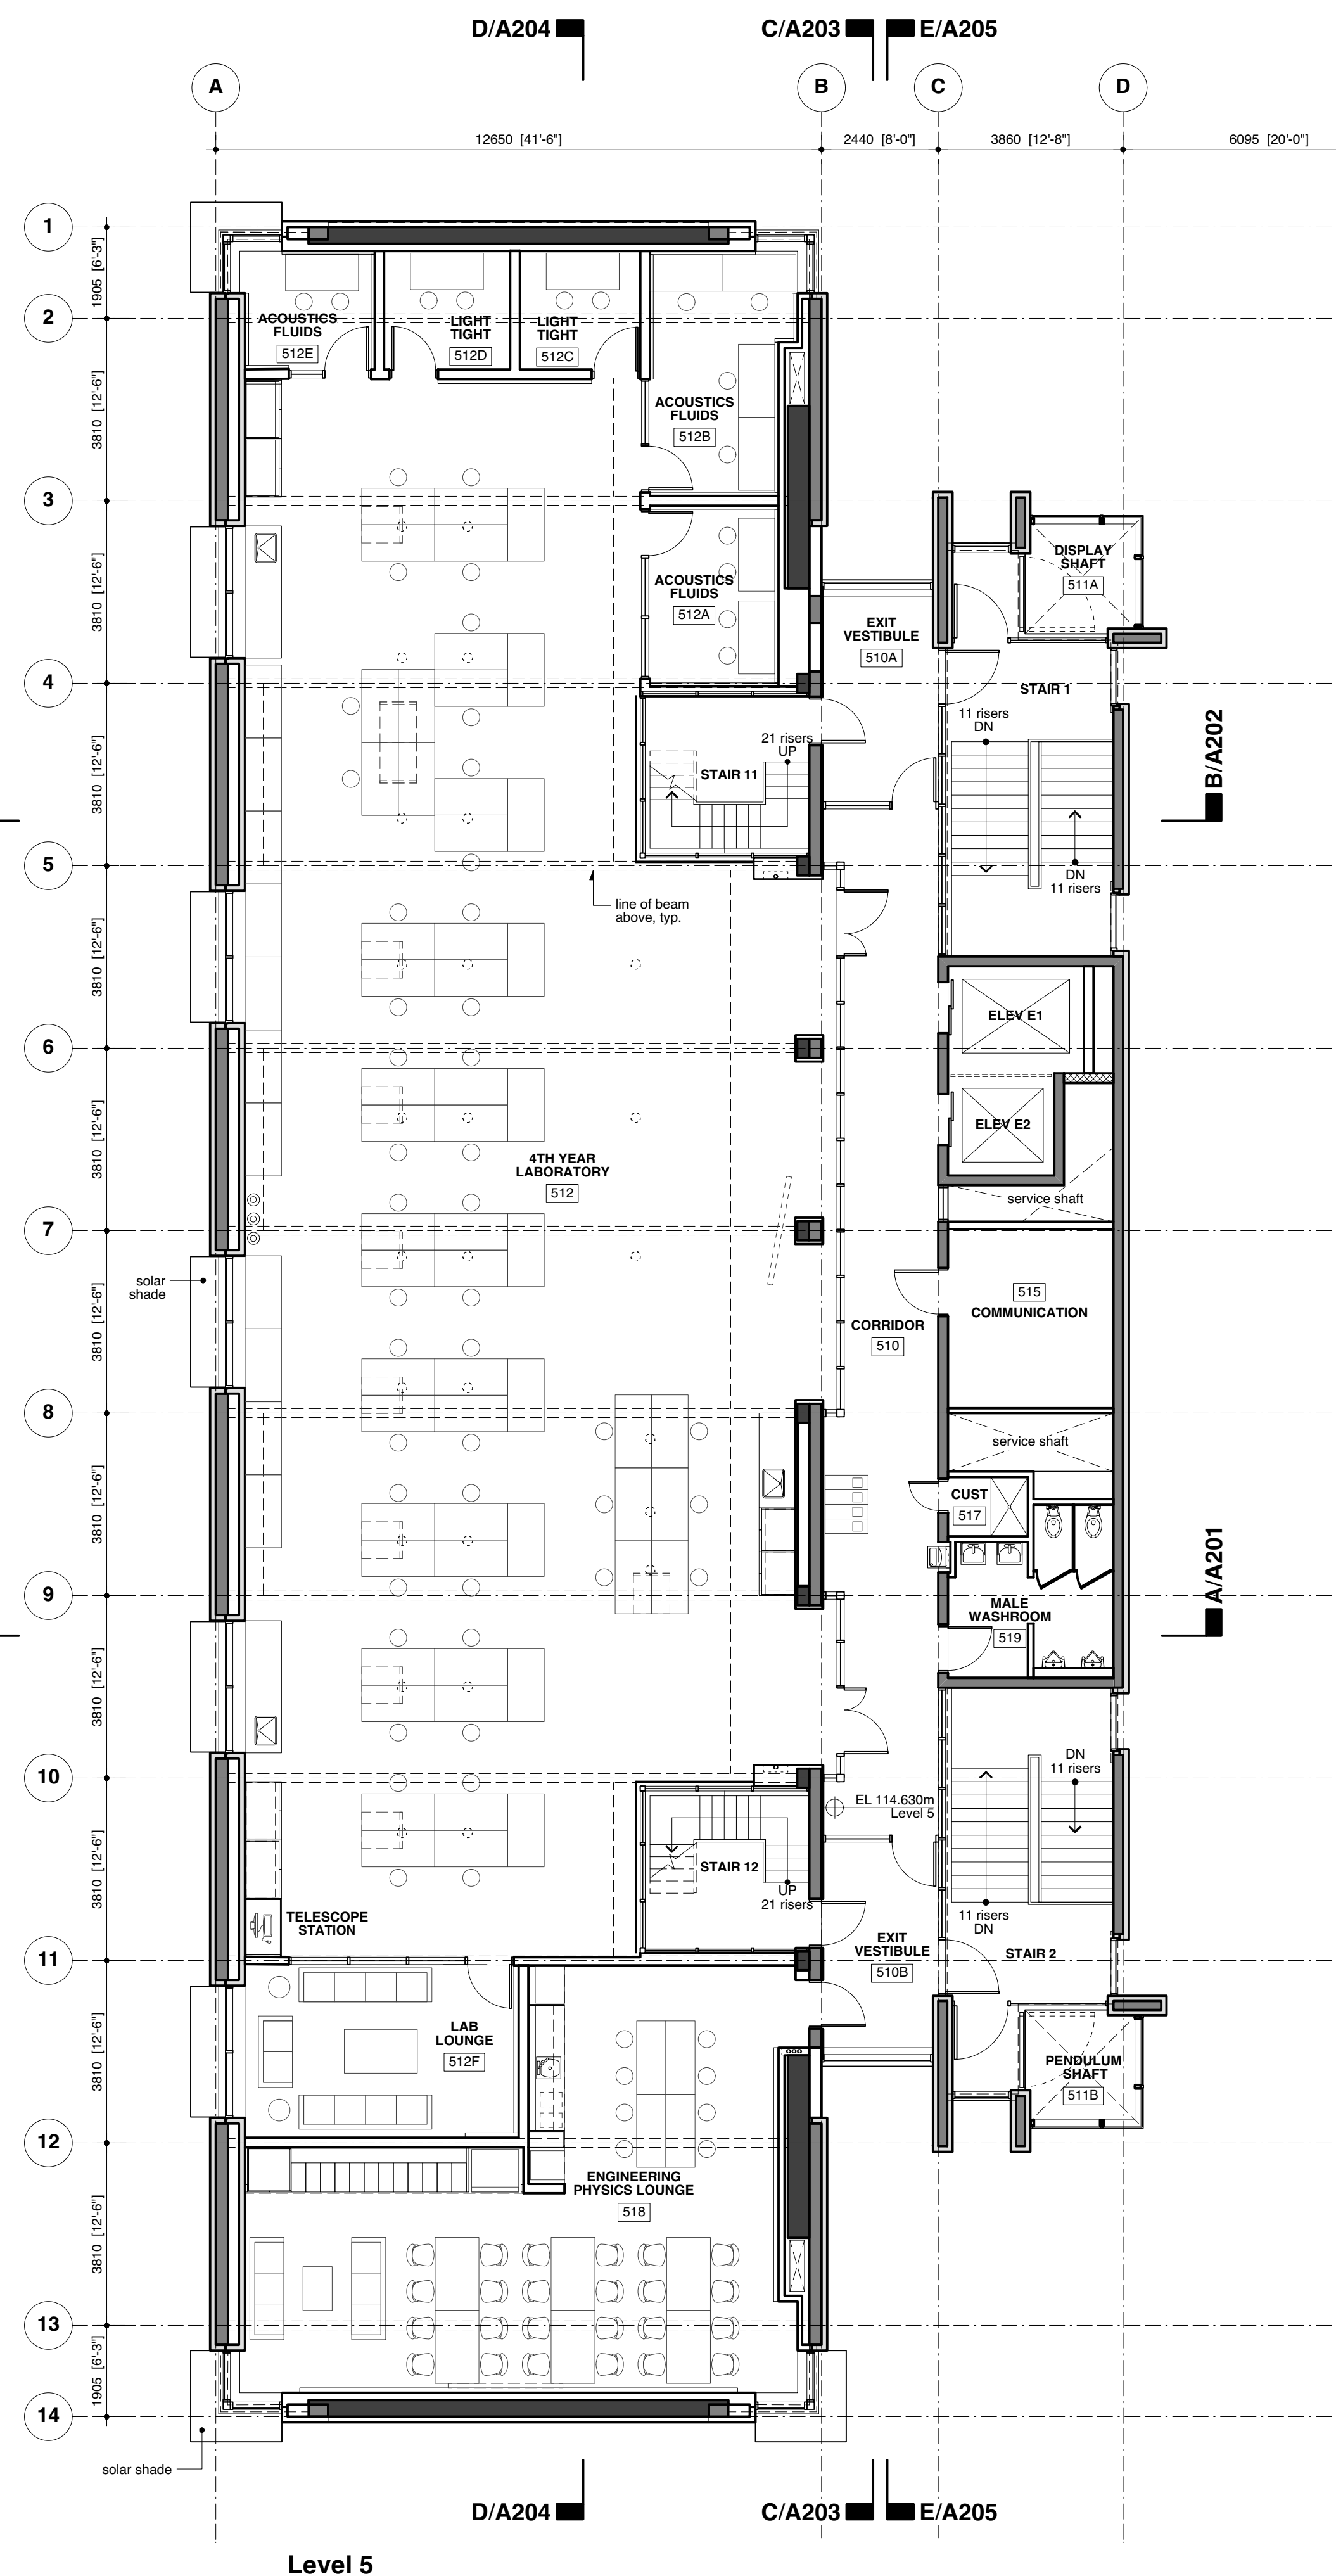 D/A204
C/A203
E/A205
A
B
C
D
12650 [41'-6"]
2440 [8'-0"]
3860 [12'-8"]
6095 [20'-0"]
1
1905 [6'-3"]
2
ACOUSTICS
FLUIDS
512E
LIGHT
TIGHT
512D
LIGHT
TIGHT
512C
3810 [12'-6"]
ACOUSTICS
FLUIDS
512B
3
3810 [12'-6"]
ACOUSTICS
FLUIDS
512A
DISPLAY
SHAFT
511A
EXIT
VESTIBULE
510A
4
STAIR 1
11 risers
DN
3810 [12'-6"]
21 risers
UP
STAIR 11
B/A202
5
DN
11 risers
line of beam
above, typ.
3810 [12'-6"]
ELEV E1
6
3810 [12'-6"]
ELEV E2
4TH YEAR
LABORATORY
512
service shaft
7
solar
shade
3810 [12'-6"]
515
COMMUNICATION
CORRIDOR
510
8
service shaft
3810 [12'-6"]
CUST
517
A/A201
9
MALE
WASHROOM
519
3810 [12'-6"]
10
DN
11 risers
EL 114.630m
Level 5
3810 [12'-6"]
STAIR 12
UP
21 risers
TELESCOPE
STATION
11 risers
DN
11
EXIT
VESTIBULE
510B
STAIR 2
3810 [12'-6"]
LAB
LOUNGE
512F
PENDULUM
SHAFT
511B
12
3810 [12'-6"]
ENGINEERING
PHYSICS LOUNGE
518
13
1905 [6'-3"]
14
solar shade
D/A204
C/A203
E/A205
Level 5